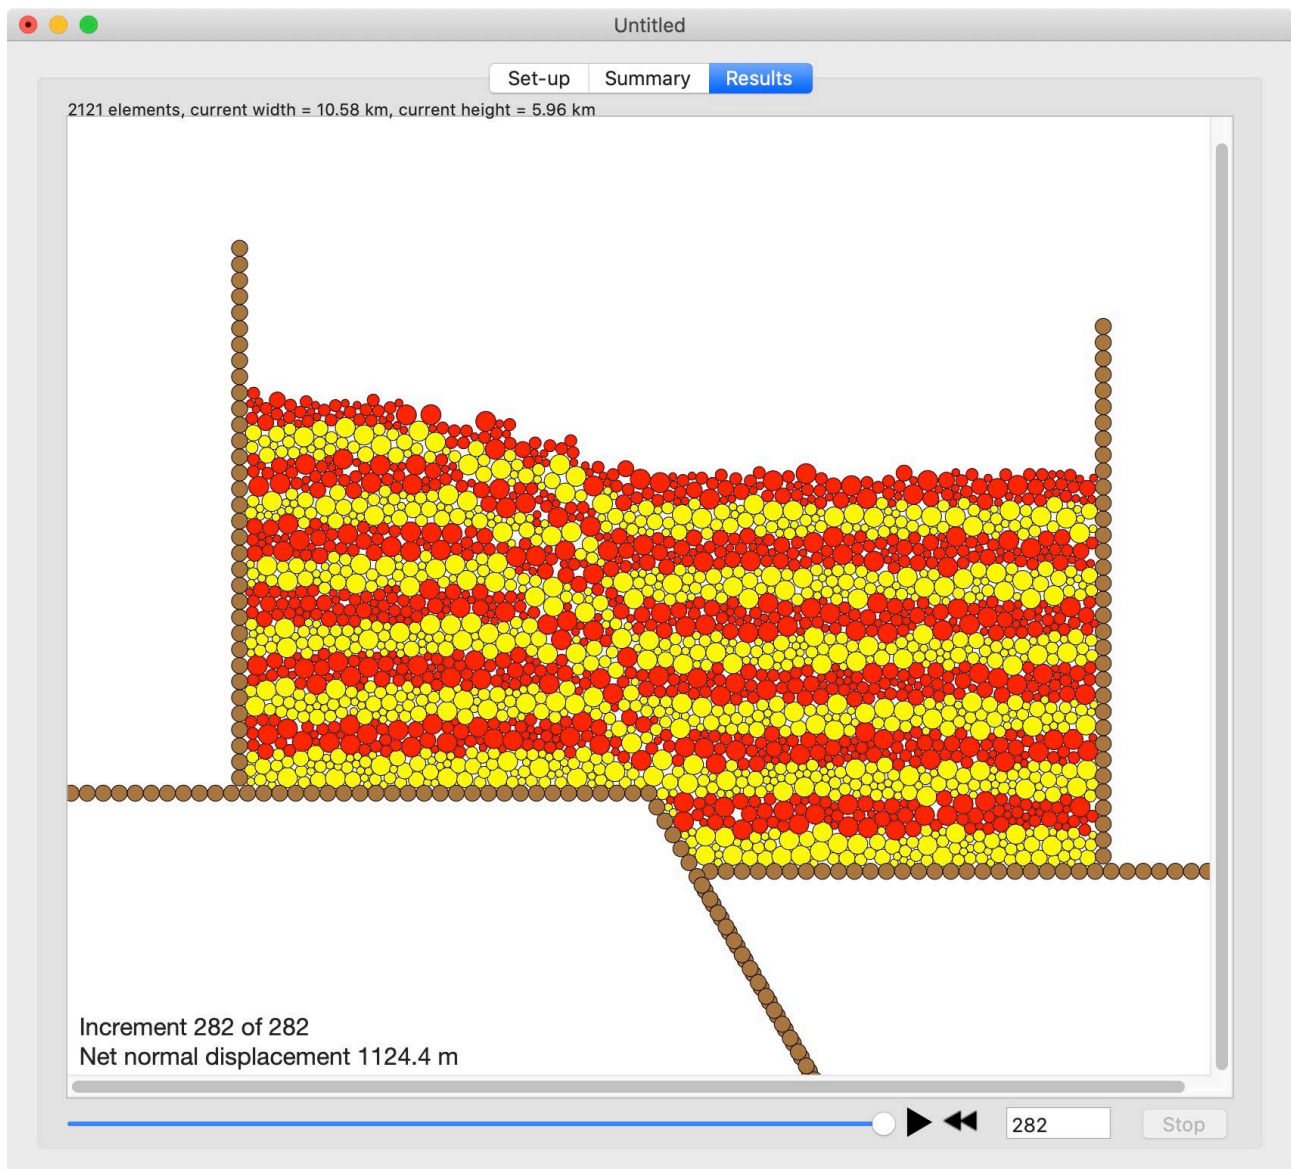 Untitled
Set-up Summary Results
2121 elements, current width = 10.58 km, current height = 5.96 km
Increment 282 of 282
Net normal displacement 1124.4 m
282 Stop